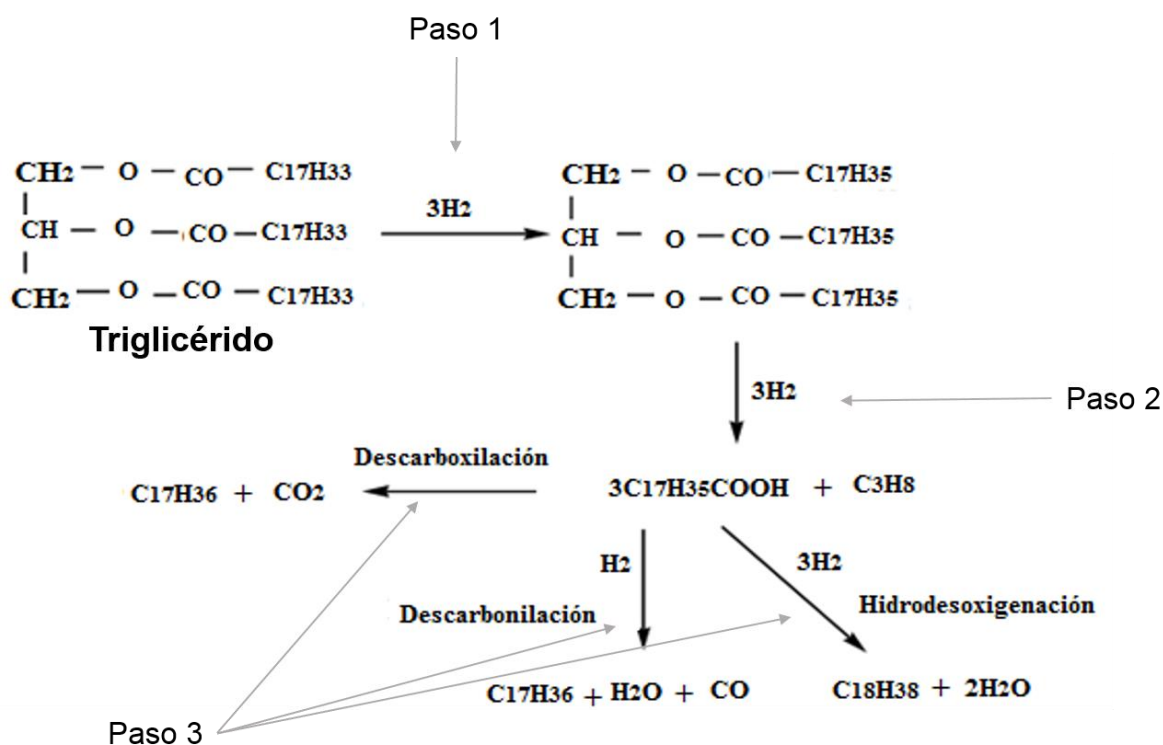 Paso 1
CH2 — O — CO — C17H33
CH — O — CO — C17H33
CH2 — O — CO — C17H33
Triglicérido
3H2
CH2 — O — CO — C17H35
CH — O — CO — C17H35
CH2 — O — CO — C17H35
3H2
Paso 2
Descarboxilación
C17H36 + CO2
3C17H35COOH + C3H8
H2
3H2
Descarbonilación
Hidrodesoxigenación
C17H36 + H2O + CO
C18H38 + 2H2O
Paso 3